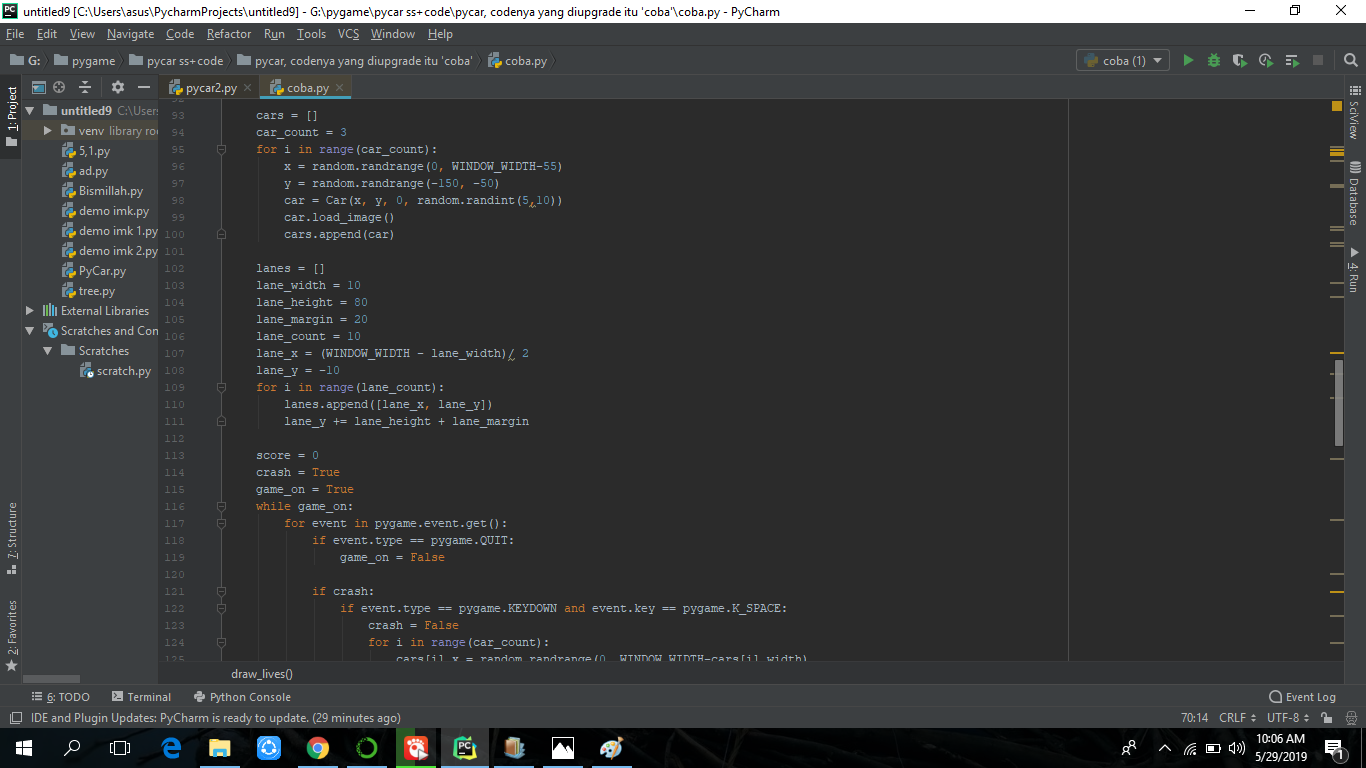 untitled9 [C:\Users\asus\PycharmProjects\untitled9] - G:\pygame\pycar ss+code\pycar, codenya yang diupgrade itu 'coba'\coba.py - PyCharm
File Edit View Navigate Code Refactor Run Tools VCS Window Help
G: pygame pycar ss+code pycar, codenya yang diupgrade itu 'coba' coba.py coba (1)
pycar2.py coba.py
1: Project
untitled9 C:\Users
venv library roo
5,1.py
ad.py
Bismillah.py
demo imk.py
demo imk 1.py
demo imk 2.py
PyCar.py
tree.py
External Libraries
Scratches and Con
Scratches
scratch.py
7: Structure
2: Favorites
92
93 cars = []
94 car_count = 3
95 for i in range(car_count):
96 x = random.randrange(0, WINDOW_WIDTH-55)
97 y = random.randrange(-150, -50)
98 car = Car(x, y, 0, random.randint(5,10))
99 car.load_image()
100 cars.append(car)
101
102 lanes = []
103 lane_width = 10
104 lane_height = 80
105 lane_margin = 20
106 lane_count = 10
107 lane_x = (WINDOW_WIDTH - lane_width)/ 2
108 lane_y = -10
109 for i in range(lane_count):
110 lanes.append([lane_x, lane_y])
111 lane_y += lane_height + lane_margin
112
113 score = 0
114 crash = True
115 game_on = True
116 while game_on:
117 for event in pygame.event.get():
118 if event.type == pygame.QUIT:
119 game_on = False
120
121 if crash:
122 if event.type == pygame.KEYDOWN and event.key == pygame.K_SPACE:
123 crash = False
124 for i in range(car_count):
125 cars[i].x = random.randrange(0, WINDOW_WIDTH-cars[i].width)
draw_lives()
SciView
Database
4: Run
6: TODO Terminal Python Console Event Log
IDE and Plugin Updates: PyCharm is ready to update. (29 minutes ago) 70:14 CRLF UTF-8
PC
10:06 AM
5/29/2019
1